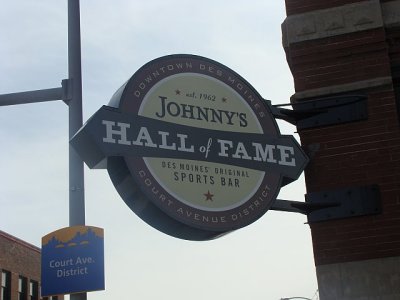 DOWNTOWN DES MOINES
est. 1962
JOHNNY'S
HALL of FAME
DES MOINES' ORIGINAL
SPORTS BAR
COURT AVENUE DISTRICT
Court Ave.
District